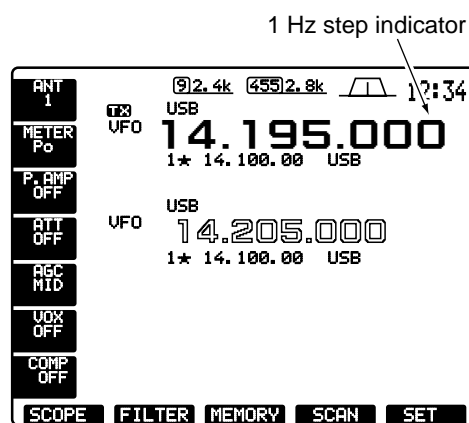 1 Hz step indicator
ANT
1
[9]2.4k [455]2.8k 12:34
TX USB
VFO 14.195.000
1★ 14.100.00 USB
METER
Po
P.AMP
OFF
USB
VFO 14.205.000
1★ 14.100.00 USB
ATT
OFF
AGC
MID
VOX
OFF
COMP
OFF
SCOPE FILTER MEMORY SCAN SET